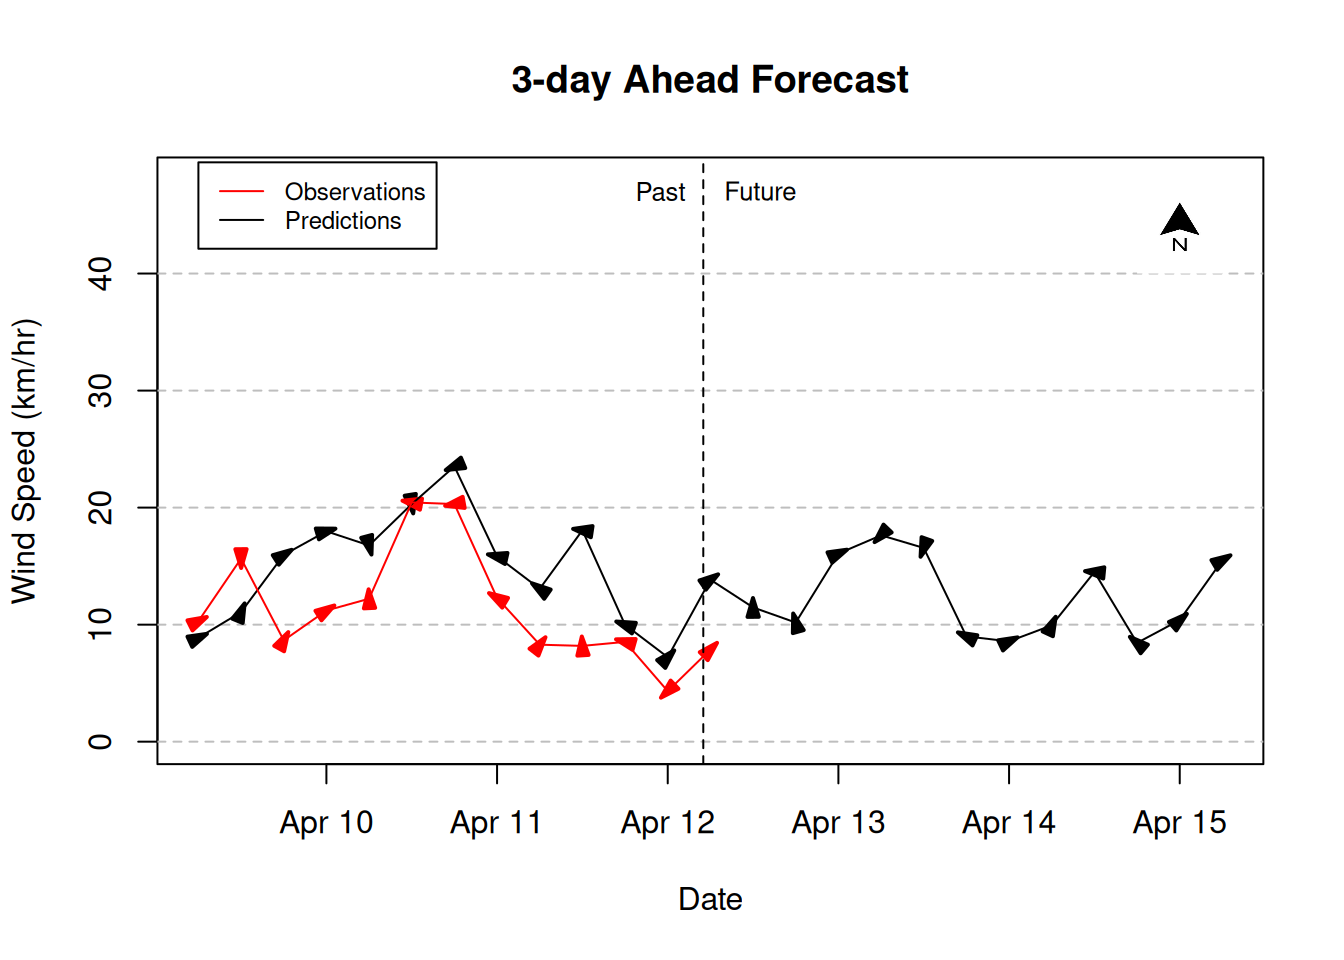 3-day Ahead Forecast
Observations
Predictions
Past
Future
N
Wind Speed (km/hr)
40
30
20
10
0
Apr 10
Apr 11
Apr 12
Apr 13
Apr 14
Apr 15
Date